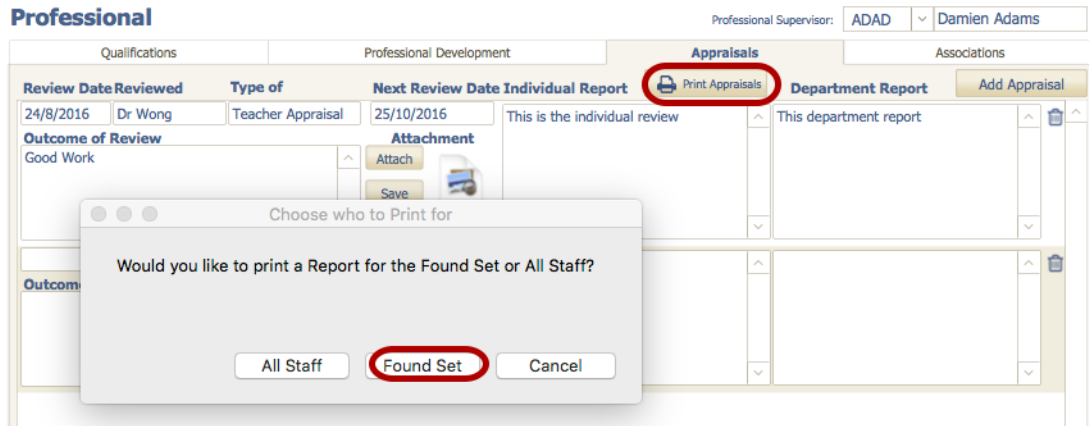 Professional
Professional Supervisor: ADAD Damien Adams
Qualifications Professional Development Appraisals Associations
Review Date Reviewed Type of Next Review Date Individual Report Print Appraisals Department Report Add Appraisal
24/8/2016 Dr Wong Teacher Appraisal 25/10/2016 This is the individual review This department report
Outcome of Review Attachment
Good Work Attach
Save
Choose who to Print for
Would you like to print a Report for the Found Set or All Staff?
Outcom
All Staff Found Set Cancel